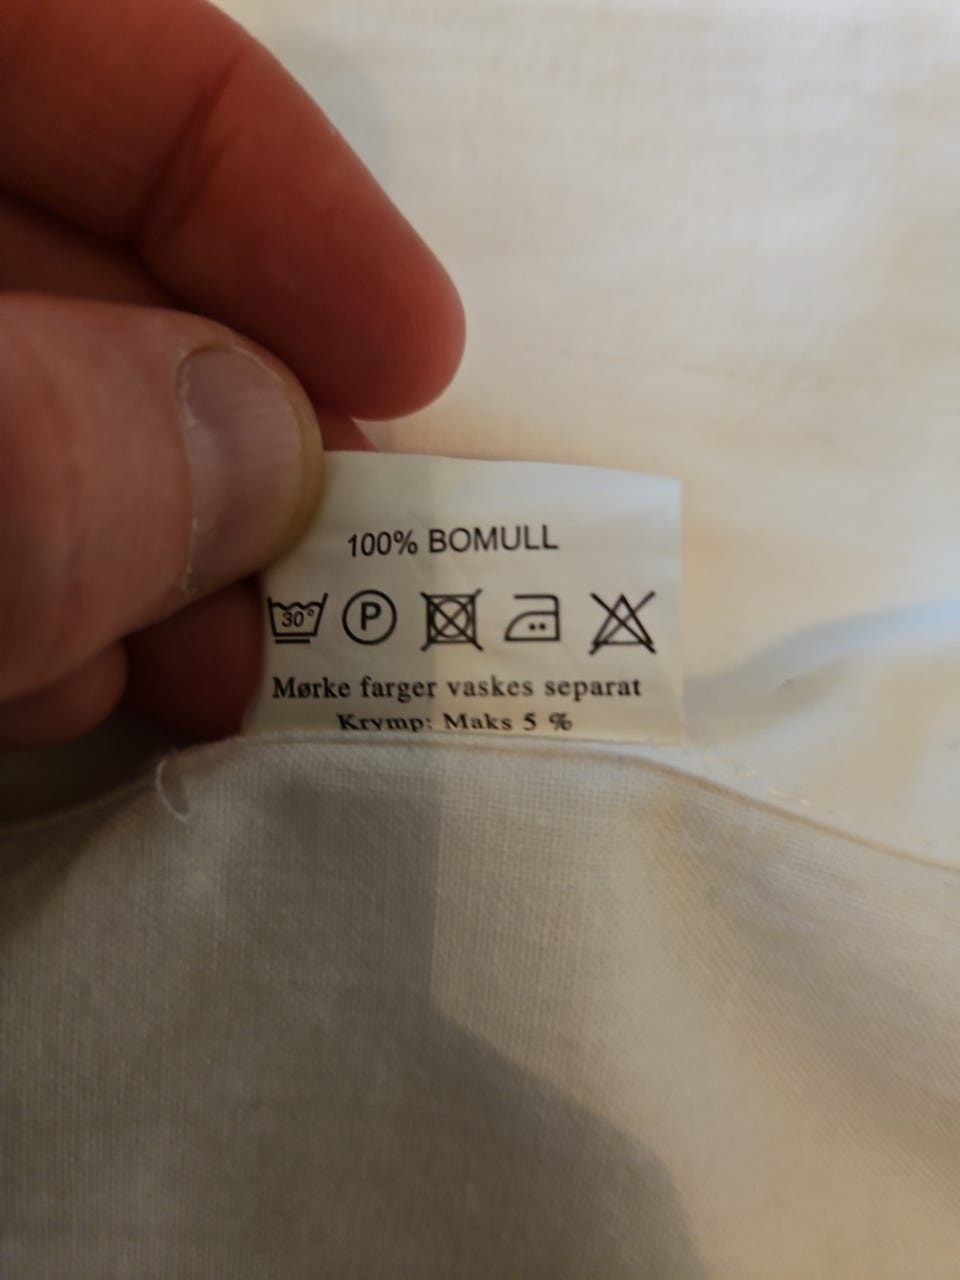 100% BOMULL
30° P
Mørke farger vaskes separat
Krymp: Maks 5 %